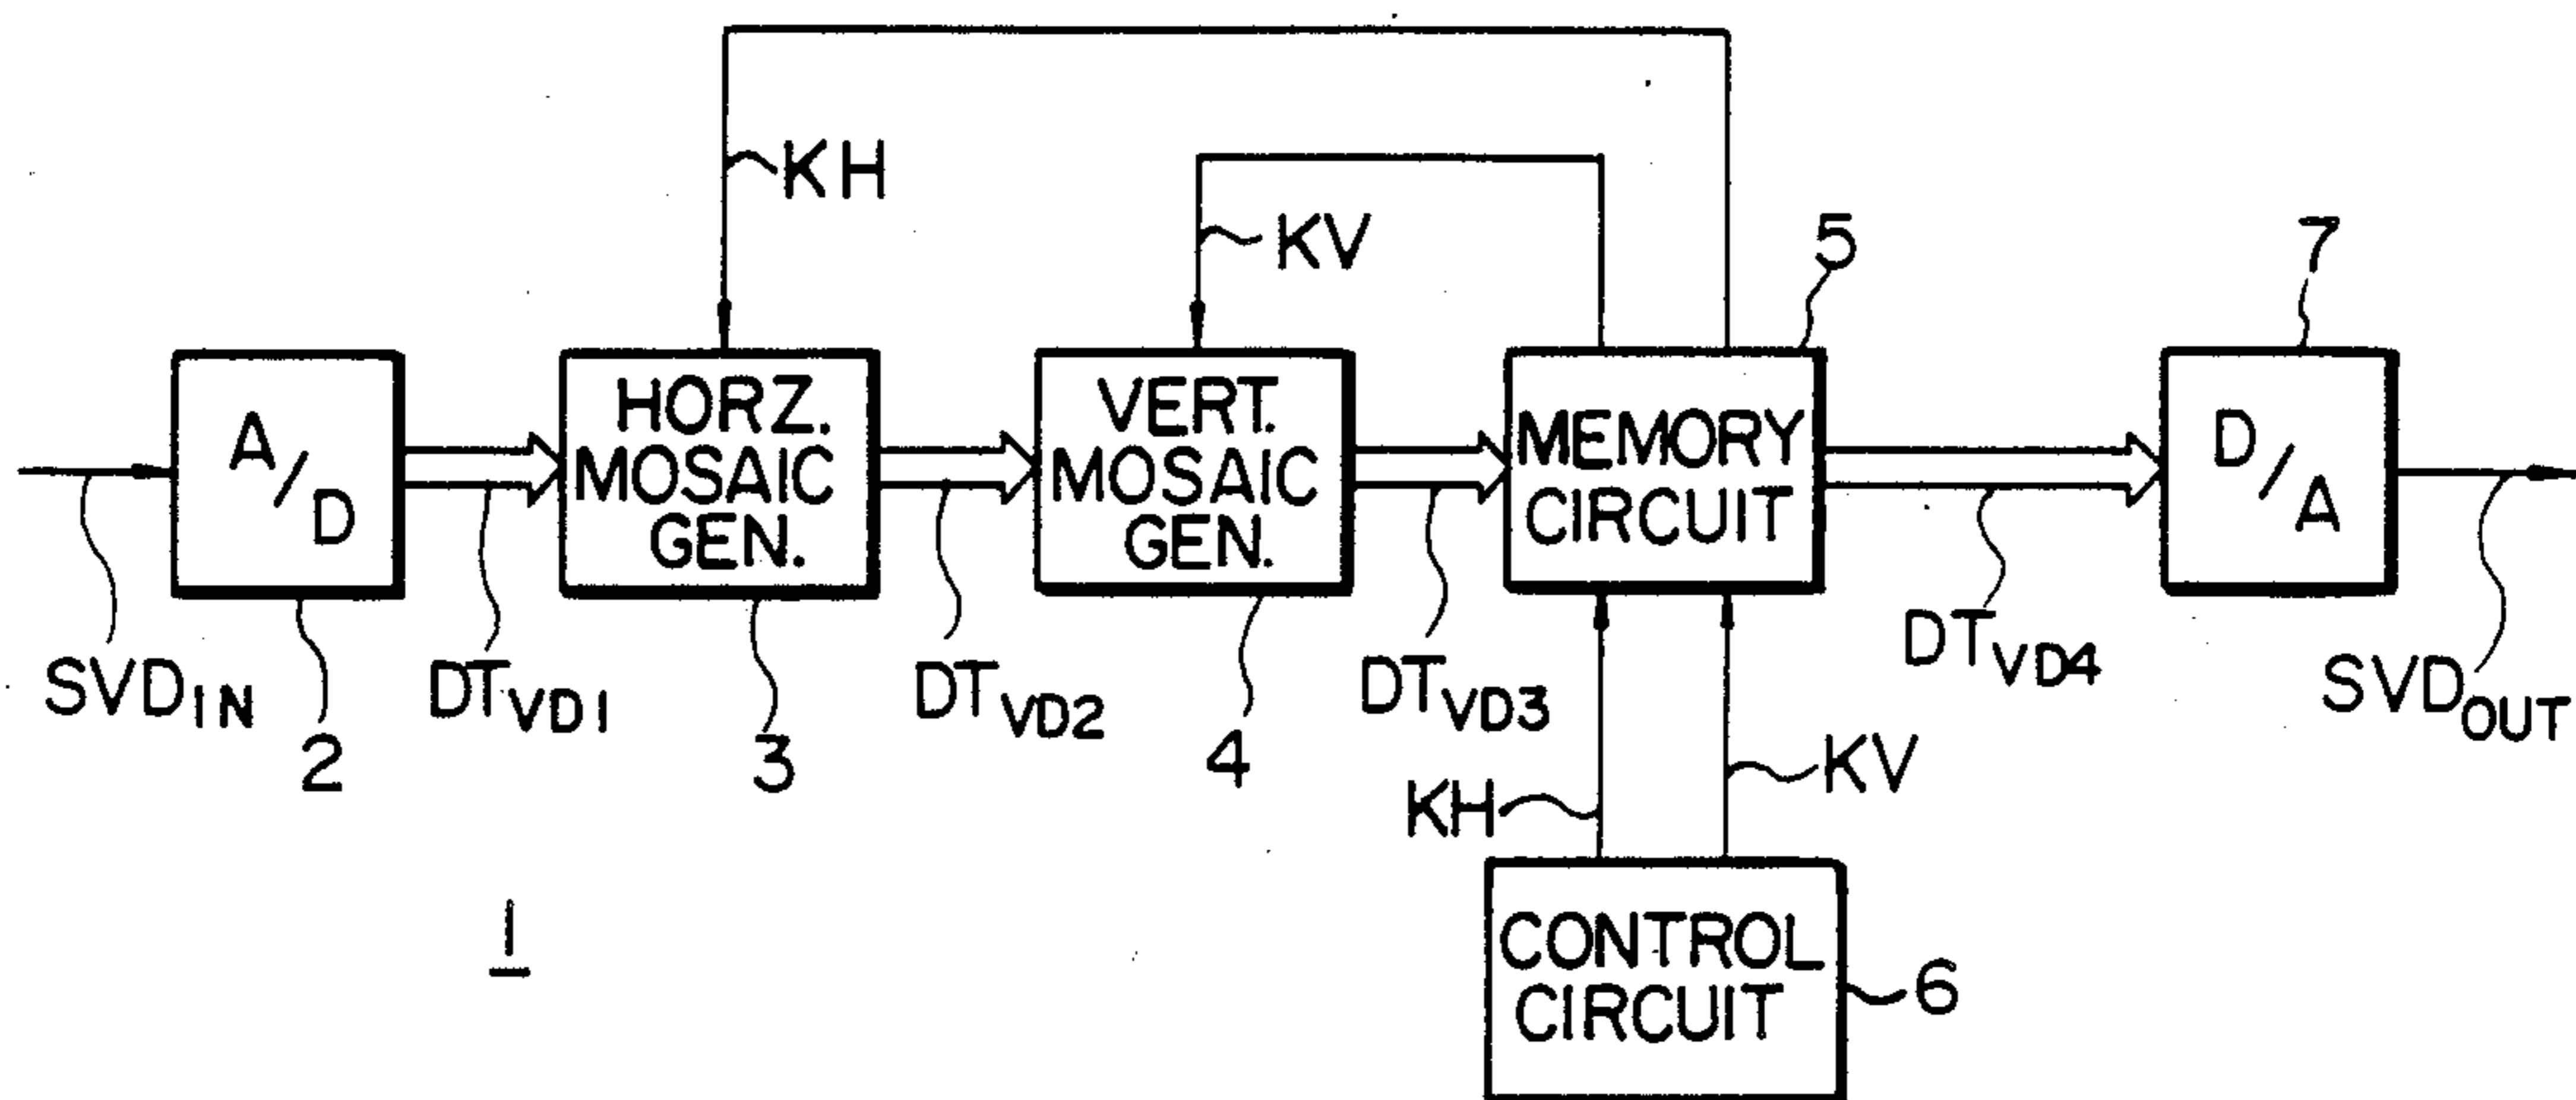 KH
KV
5
7
A/D
HORZ.
MOSAIC
GEN.
VERT.
MOSAIC
GEN.
MEMORY
CIRCUIT
D/A
SVDIN
2
DTVD1
3
DTVD2
4
DTVD3
DTVD4
SVDOUT
KH
KV
1
CONTROL
CIRCUIT
6